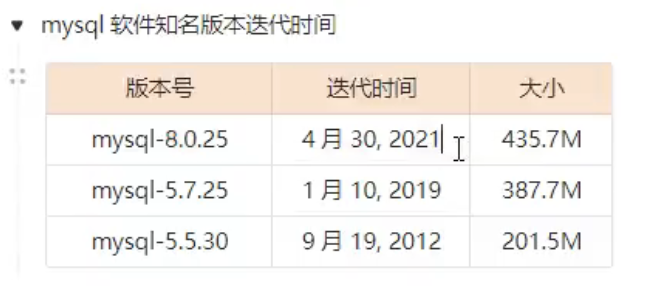 mysql 软件知名版本迭代时间
版本号 迭代时间 大小
mysql-8.0.25 4 月 30, 2021 435.7M
mysql-5.7.25 1 月 10, 2019 387.7M
mysql-5.5.30 9 月 19, 2012 201.5M